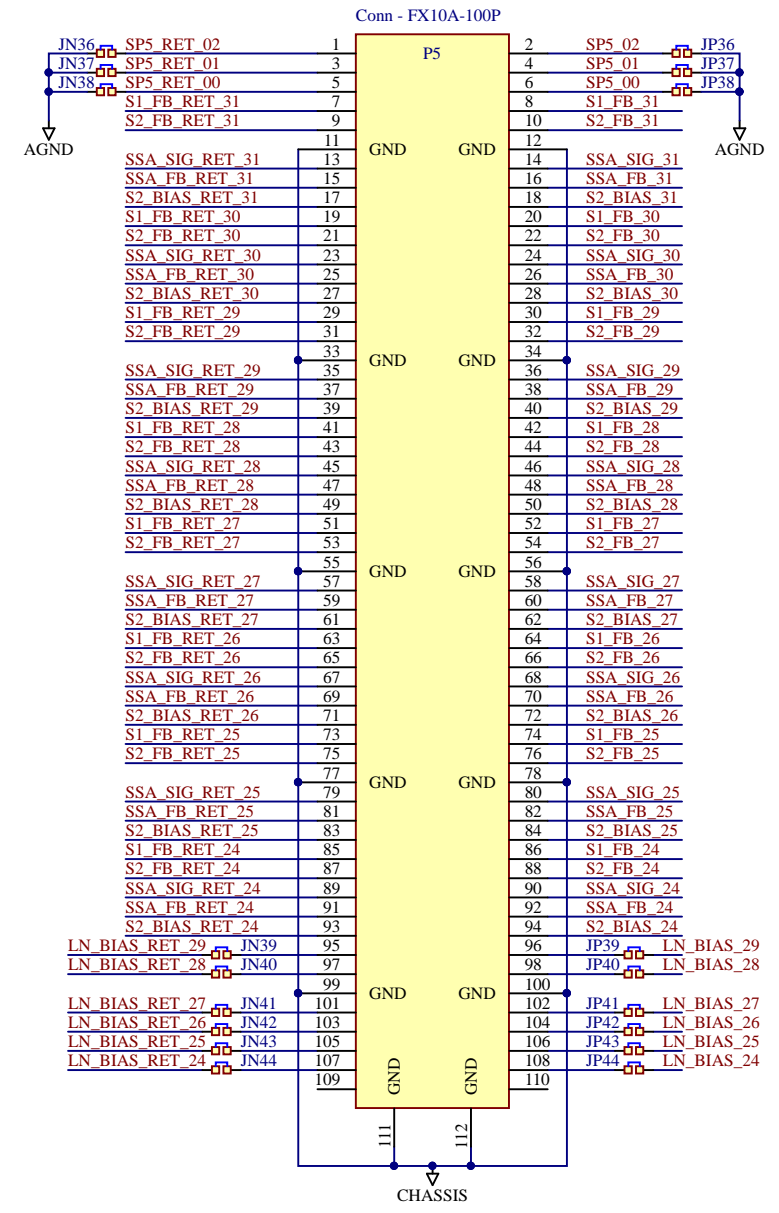 Conn - FX10A-100P
P5
JN36 SP5_RET_02 1 2 SP5_02 JP36
JN37 SP5_RET_01 3 4 SP5_01 JP37
JN38 SP5_RET_00 5 6 SP5_00 JP38
S1_FB_RET_31 7 8 S1_FB_31
S2_FB_RET_31 9 10 S2_FB_31
AGND 11 GND GND 12 AGND
SSA_SIG_RET_31 13 14 SSA_SIG_31
SSA_FB_RET_31 15 16 SSA_FB_31
S2_BIAS_RET_31 17 18 S2_BIAS_31
S1_FB_RET_30 19 20 S1_FB_30
S2_FB_RET_30 21 22 S2_FB_30
SSA_SIG_RET_30 23 24 SSA_SIG_30
SSA_FB_RET_30 25 26 SSA_FB_30
S2_BIAS_RET_30 27 28 S2_BIAS_30
S1_FB_RET_29 29 30 S1_FB_29
S2_FB_RET_29 31 32 S2_FB_29
33 GND GND 34
SSA_SIG_RET_29 35 36 SSA_SIG_29
SSA_FB_RET_29 37 38 SSA_FB_29
S2_BIAS_RET_29 39 40 S2_BIAS_29
S1_FB_RET_28 41 42 S1_FB_28
S2_FB_RET_28 43 44 S2_FB_28
SSA_SIG_RET_28 45 46 SSA_SIG_28
SSA_FB_RET_28 47 48 SSA_FB_28
S2_BIAS_RET_28 49 50 S2_BIAS_28
S1_FB_RET_27 51 52 S1_FB_27
S2_FB_RET_27 53 54 S2_FB_27
55 GND GND 56
SSA_SIG_RET_27 57 58 SSA_SIG_27
SSA_FB_RET_27 59 60 SSA_FB_27
S2_BIAS_RET_27 61 62 S2_BIAS_27
S1_FB_RET_26 63 64 S1_FB_26
S2_FB_RET_26 65 66 S2_FB_26
SSA_SIG_RET_26 67 68 SSA_SIG_26
SSA_FB_RET_26 69 70 SSA_FB_26
S2_BIAS_RET_26 71 72 S2_BIAS_26
S1_FB_RET_25 73 74 S1_FB_25
S2_FB_RET_25 75 76 S2_FB_25
77 GND GND 78
SSA_SIG_RET_25 79 80 SSA_SIG_25
SSA_FB_RET_25 81 82 SSA_FB_25
S2_BIAS_RET_25 83 84 S2_BIAS_25
S1_FB_RET_24 85 86 S1_FB_24
S2_FB_RET_24 87 88 S2_FB_24
SSA_SIG_RET_24 89 90 SSA_SIG_24
SSA_FB_RET_24 91 92 SSA_FB_24
S2_BIAS_RET_24 93 94 S2_BIAS_24
LN_BIAS_RET_29 JN39 95 96 JP39 LN_BIAS_29
LN_BIAS_RET_28 JN40 97 98 JP40 LN_BIAS_28
99 GND GND 100
LN_BIAS_RET_27 JN41 101 102 JP41 LN_BIAS_27
LN_BIAS_RET_26 JN42 103 104 JP42 LN_BIAS_26
LN_BIAS_RET_25 JN43 105 106 JP43 LN_BIAS_25
LN_BIAS_RET_24 JN44 107 108 JP44 LN_BIAS_24
109 GND GND 110
111 112
CHASSIS